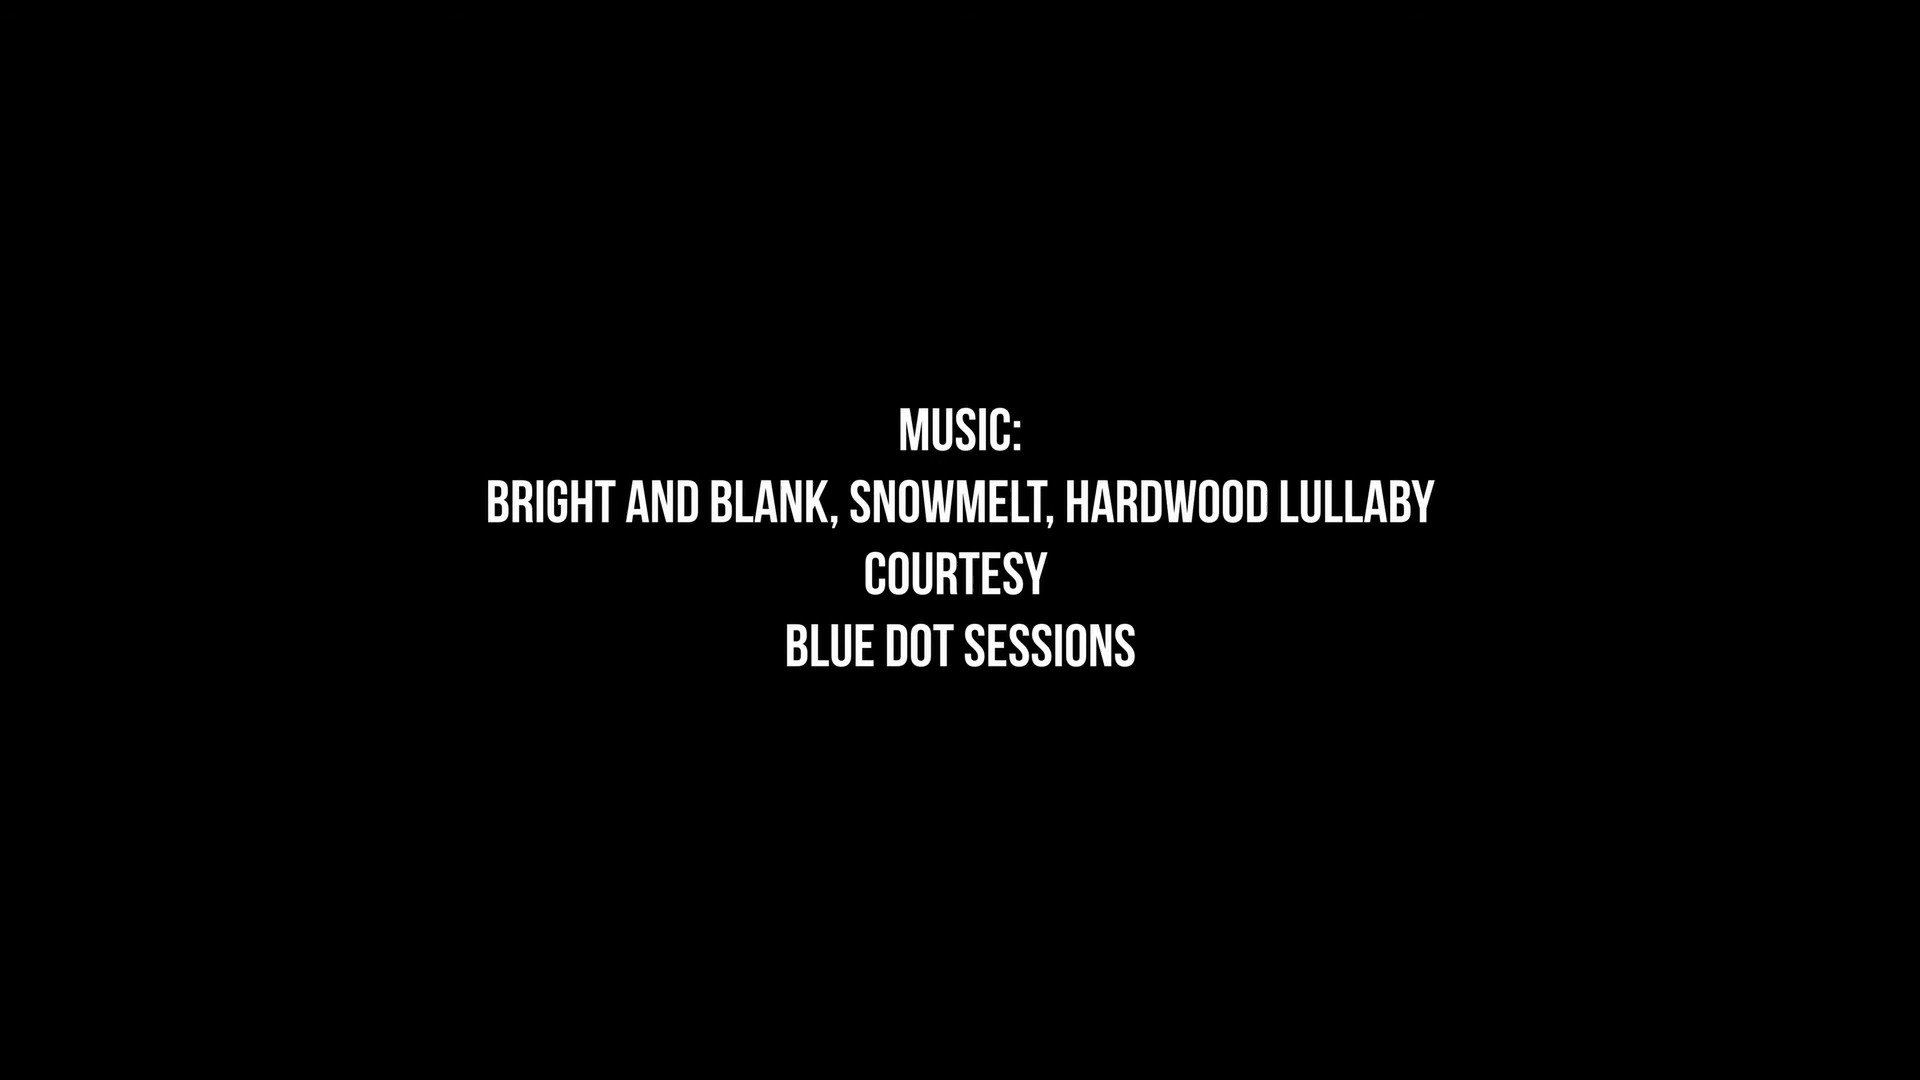 MUSIC:
BRIGHT AND BLANK, SNOWMELT, HARDWOOD LULLABY
COURTESY
BLUE DOT SESSIONS